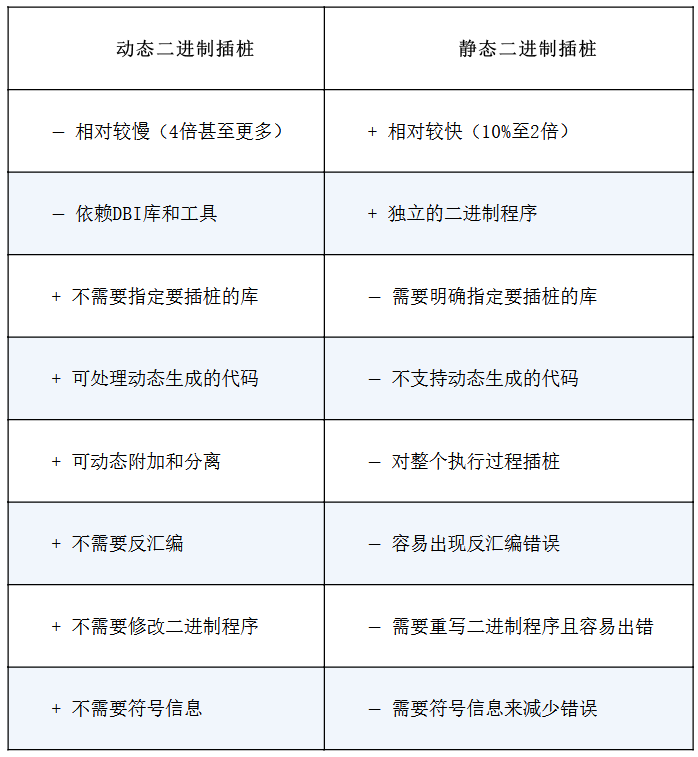 动态二进制插桩 静态二进制插桩
— 相对较慢（4倍甚至更多） + 相对较快（10%至2倍）
— 依赖DBI库和工具 + 独立的二进制程序
+ 不需要指定要插桩的库 — 需要明确指定要插桩的库
+ 可处理动态生成的代码 — 不支持动态生成的代码
+ 可动态附加和分离 — 对整个执行过程插桩
+ 不需要反汇编 — 容易出现反汇编错误
+ 不需要修改二进制程序 — 需要重写二进制程序且容易出错
+ 不需要符号信息 — 需要符号信息来减少错误